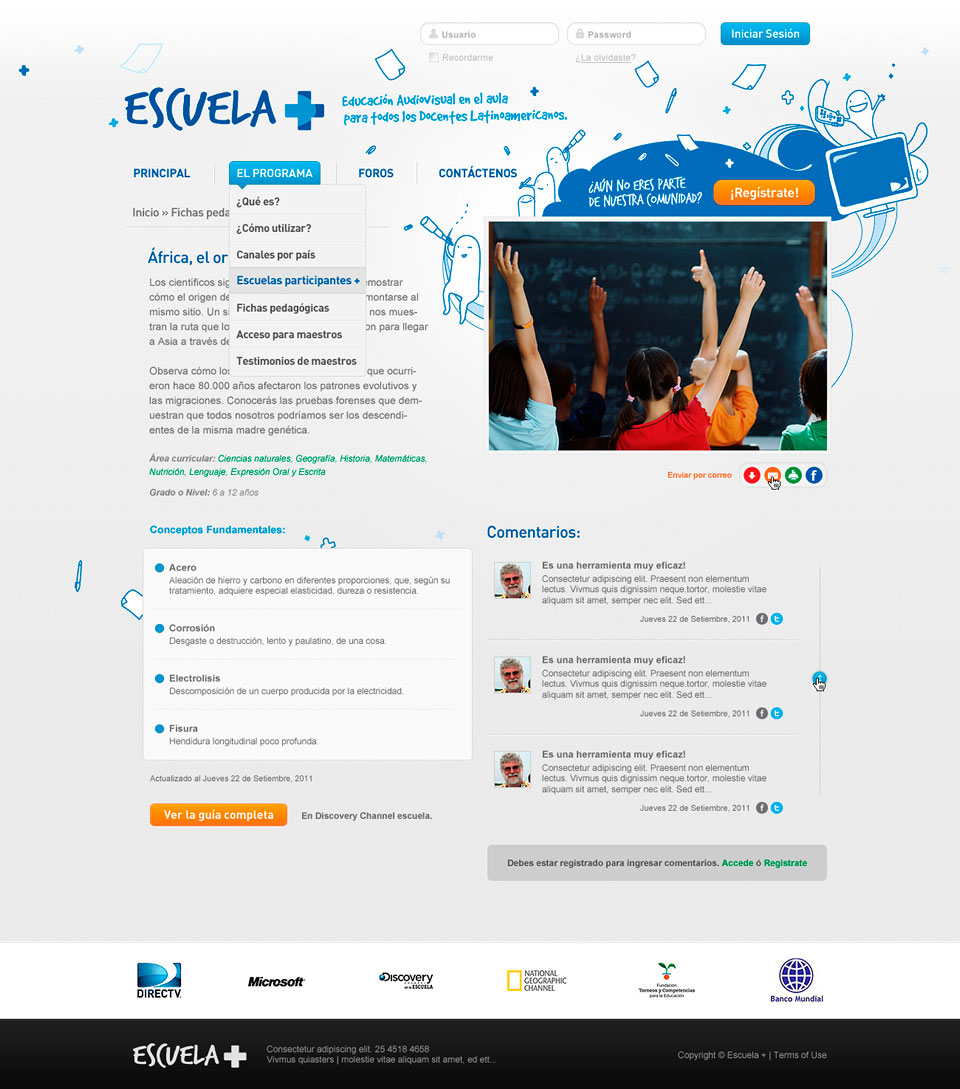 Usuario
Password
Iniciar Sesión
Recordarme
¿La olvidaste?
ESCUELA +
Educación Audiovisual en el aula
para todos los Docentes Latinoamericanos.
PRINCIPAL
EL PROGRAMA
FOROS
CONTÁCTENOS
¿AÚN NO ERES PARTE
DE NUESTRA COMUNIDAD?
¡Regístrate!
Inicio » Fichas peda
¿Qué es?
¿Cómo utilizar?
Canales por país
Escuelas participantes +
Fichas pedagógicas
Acceso para maestros
Testimonios de maestros
África, el or
Los científicos sig
emostrar
cómo el origen de
montarse al
mismo sitio. Un s
nos mues-
tran la ruta que lo
on para llegar
a Asia a través de
Observa cómo los
que ocurri-
eron hace 80.000 años afectaron los patrones evolutivos y
las migraciones. Conocerás las pruebas forenses que dem-
uestran que todos nosotros podríamos ser los descendi-
entes de la misma madre genética.
Área curricular: Ciencias naturales, Geografía, Historia, Matemáticas,
Nutrición, Lenguaje, Expresión Oral y Escrita
Grado o Nivel: 6 a 12 años
Enviar por correo
Conceptos Fundamentales:
Acero
Aleación de hierro y carbono en diferentes proporciones, que, según su
tratamiento, adquiere especial elasticidad, dureza o resistencia.
Corrosión
Desgaste o destrucción, lento y paulatino, de una cosa.
Electrolisis
Descomposición de un cuerpo producida por la electricidad.
Fisura
Hendidura longitudinal poco profunda.
Actualizado al Jueves 22 de Setiembre, 2011
Ver la guía completa
En Discovery Channel escuela.
Comentarios:
Es una herramienta muy eficaz!
Consectetur adipiscing elit. Praesent non elementum
lectus. Vivmus quis dignissim neque.tortor, molestie vitae
aliquam sit amet, semper nec elit. Sed ett...
Jueves 22 de Setiembre, 2011
Es una herramienta muy eficaz!
Consectetur adipiscing elit. Praesent non elementum
lectus. Vivmus quis dignissim neque.tortor, molestie vitae
aliquam sit amet, semper nec elit. Sed ett...
Jueves 22 de Setiembre, 2011
Es una herramienta muy eficaz!
Consectetur adipiscing elit. Praesent non elementum
lectus. Vivmus quis dignissim neque.tortor, molestie vitae
aliquam sit amet, semper nec elit. Sed ett...
Jueves 22 de Setiembre, 2011
Debes estar registrado para ingresar comentarios. Accede ó Registrate
DIRECTV
Microsoft
Discovery
CHANNEL
en la ESCUELA
NATIONAL
GEOGRAPHIC
CHANNEL
Fundación
Torneos y Competencias
para la Educación
Banco Mundial
ESCUELA +
Consectetur adipiscing elit. 25 4518 4658
Vivmus quiasters | molestie vitae aliquam sit amet, ed ett...
Copyright © Escuela + | Terms of Use